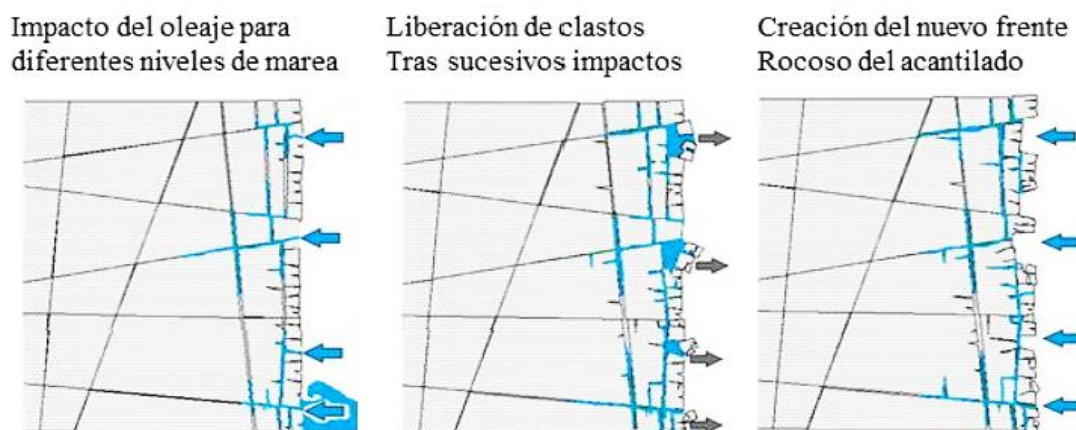 Impacto del oleaje para
diferentes niveles de marea
Liberación de clastos
Tras sucesivos impactos
Creación del nuevo frente
Rocoso del acantilado